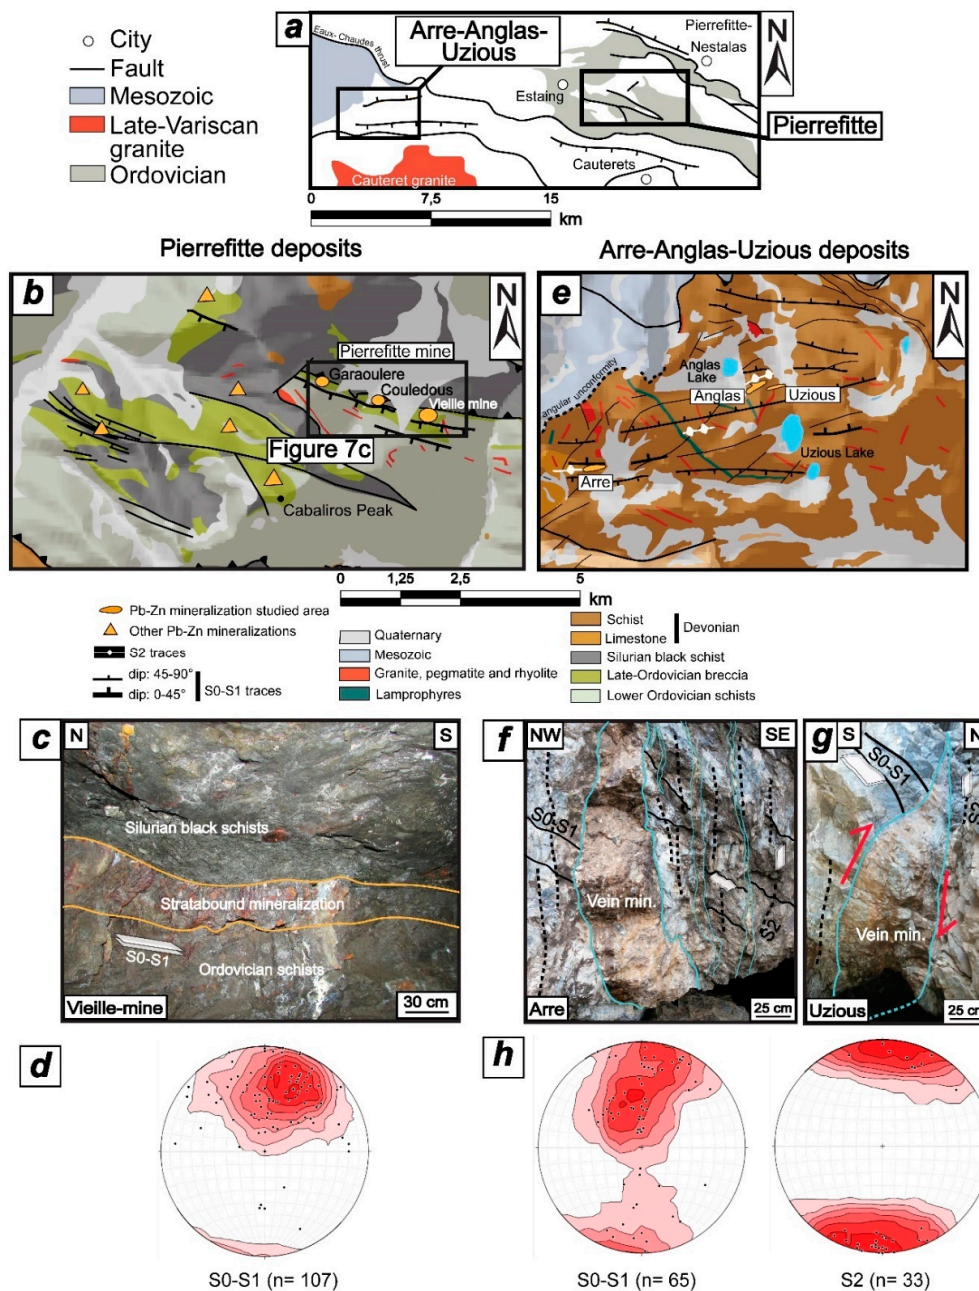 City
Fault
Mesozoic
Late-Variscan
granite
Ordovician
a
Eaux-Chaudes thrust
Arre-Anglas-
Uzious
Pierrefitte-
Nestalas
N
Estaing
Pierrefitte
Cauterets
Cauteret granite
0 7,5 15
km
Pierrefitte deposits
b
N
Pierrefitte mine
Garaoulere
Couledous
Vieille mine
Figure 7c
Cabaliros Peak
Arre-Anglas-Uzious deposits
e
N
angular unconformity
Anglas
Lake
Anglas
Uzious
Uzious Lake
Arre
0 1,25 2,5 5
km
Pb-Zn mineralization studied area
Other Pb-Zn mineralizations
S2 traces
dip: 45-90°
dip: 0-45°
S0-S1 traces
Quaternary
Mesozoic
Granite, pegmatite and rhyolite
Lamprophyres
Schist
Limestone
Devonian
Silurian black schist
Late-Ordovician breccia
Lower Ordovician schists
c
N
S
Silurian black schists
Stratabound mineralization
S0-S1
Ordovician schists
Vieille-mine
30 cm
f
NW
SE
S0-S1
Vein min.
S2
Arre
25 cm
g
S
N
S0-S1
Vein min.
Uzious
25 cm
d
S0-S1 (n= 107)
h
S0-S1 (n= 65)
S2 (n= 33)